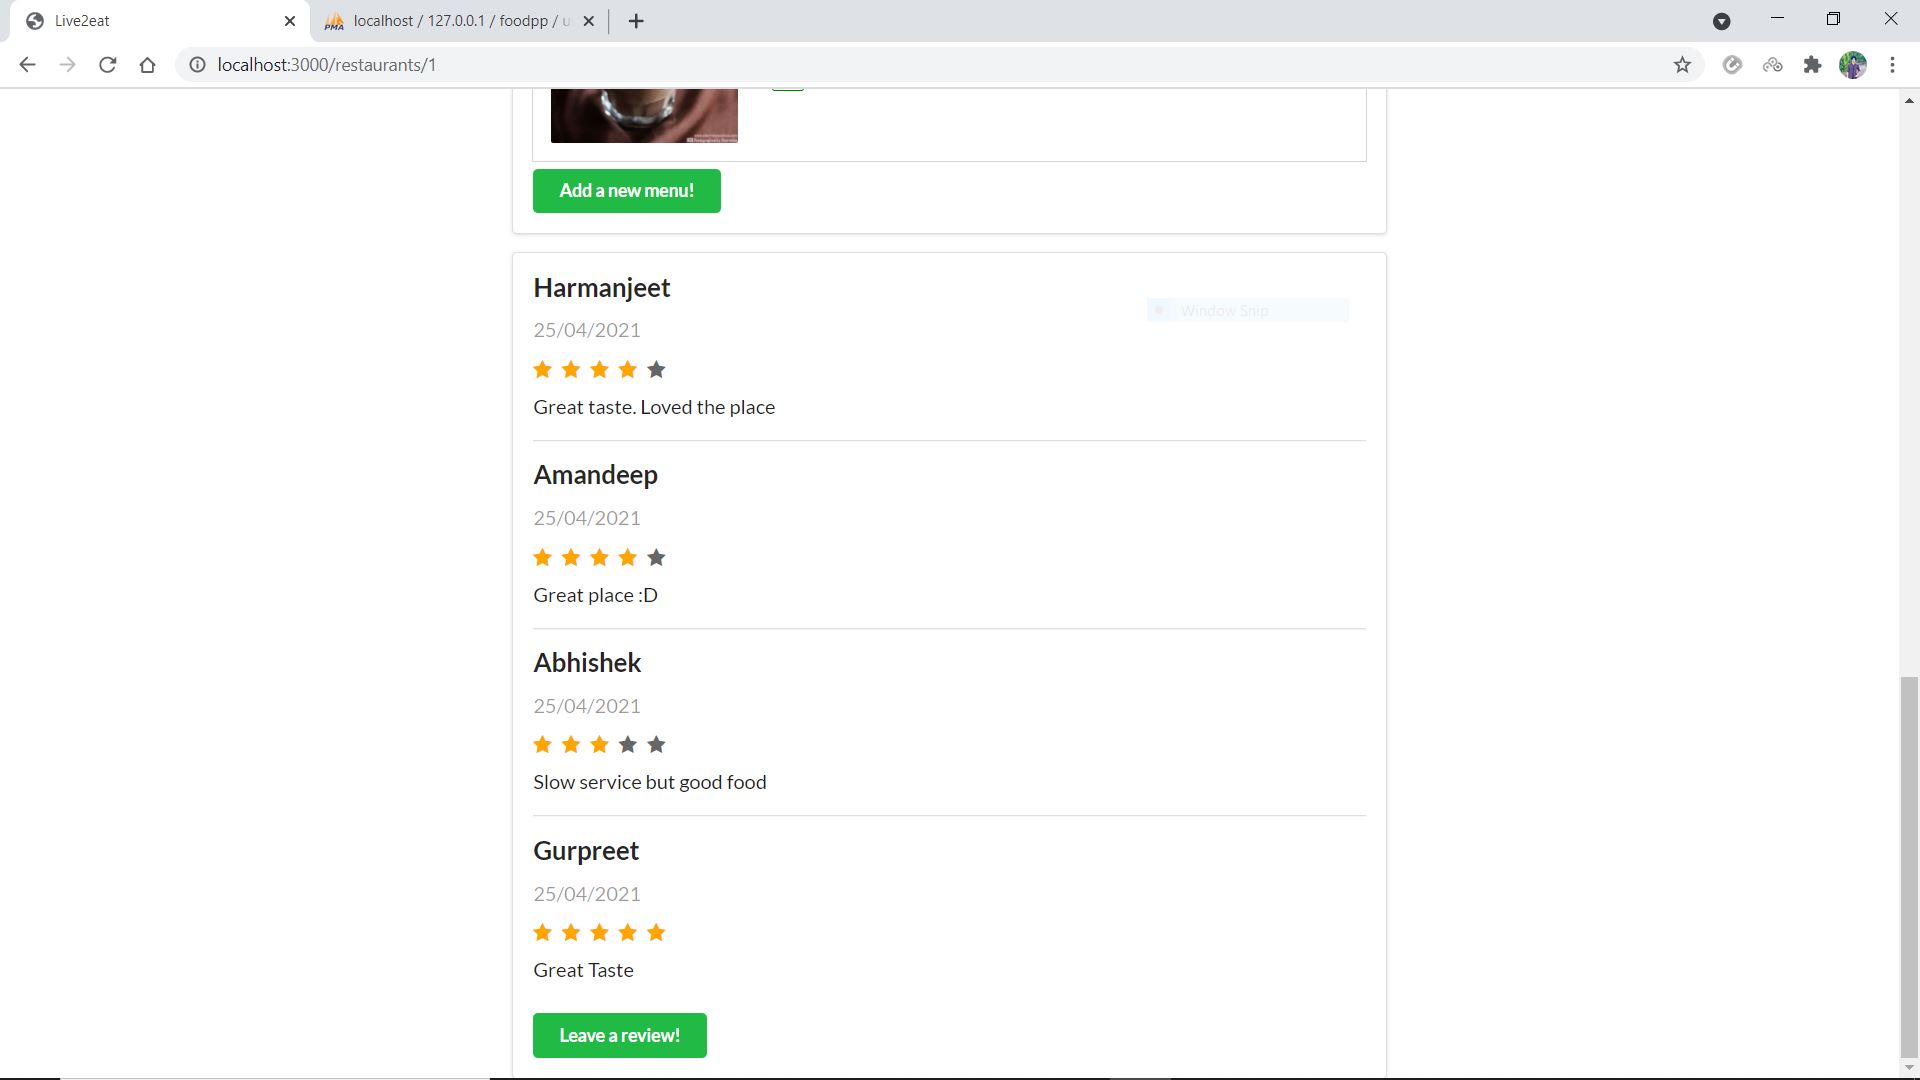 Live2eat
PMA
localhost / 127.0.0.1 / foodpp / u
localhost:3000/restaurants/1
Add a new menu!
Harmanjeet
Window Snip
25/04/2021
Great taste. Loved the place
Amandeep
25/04/2021
Great place :D
Abhishek
25/04/2021
Slow service but good food
Gurpreet
25/04/2021
Great Taste
Leave a review!